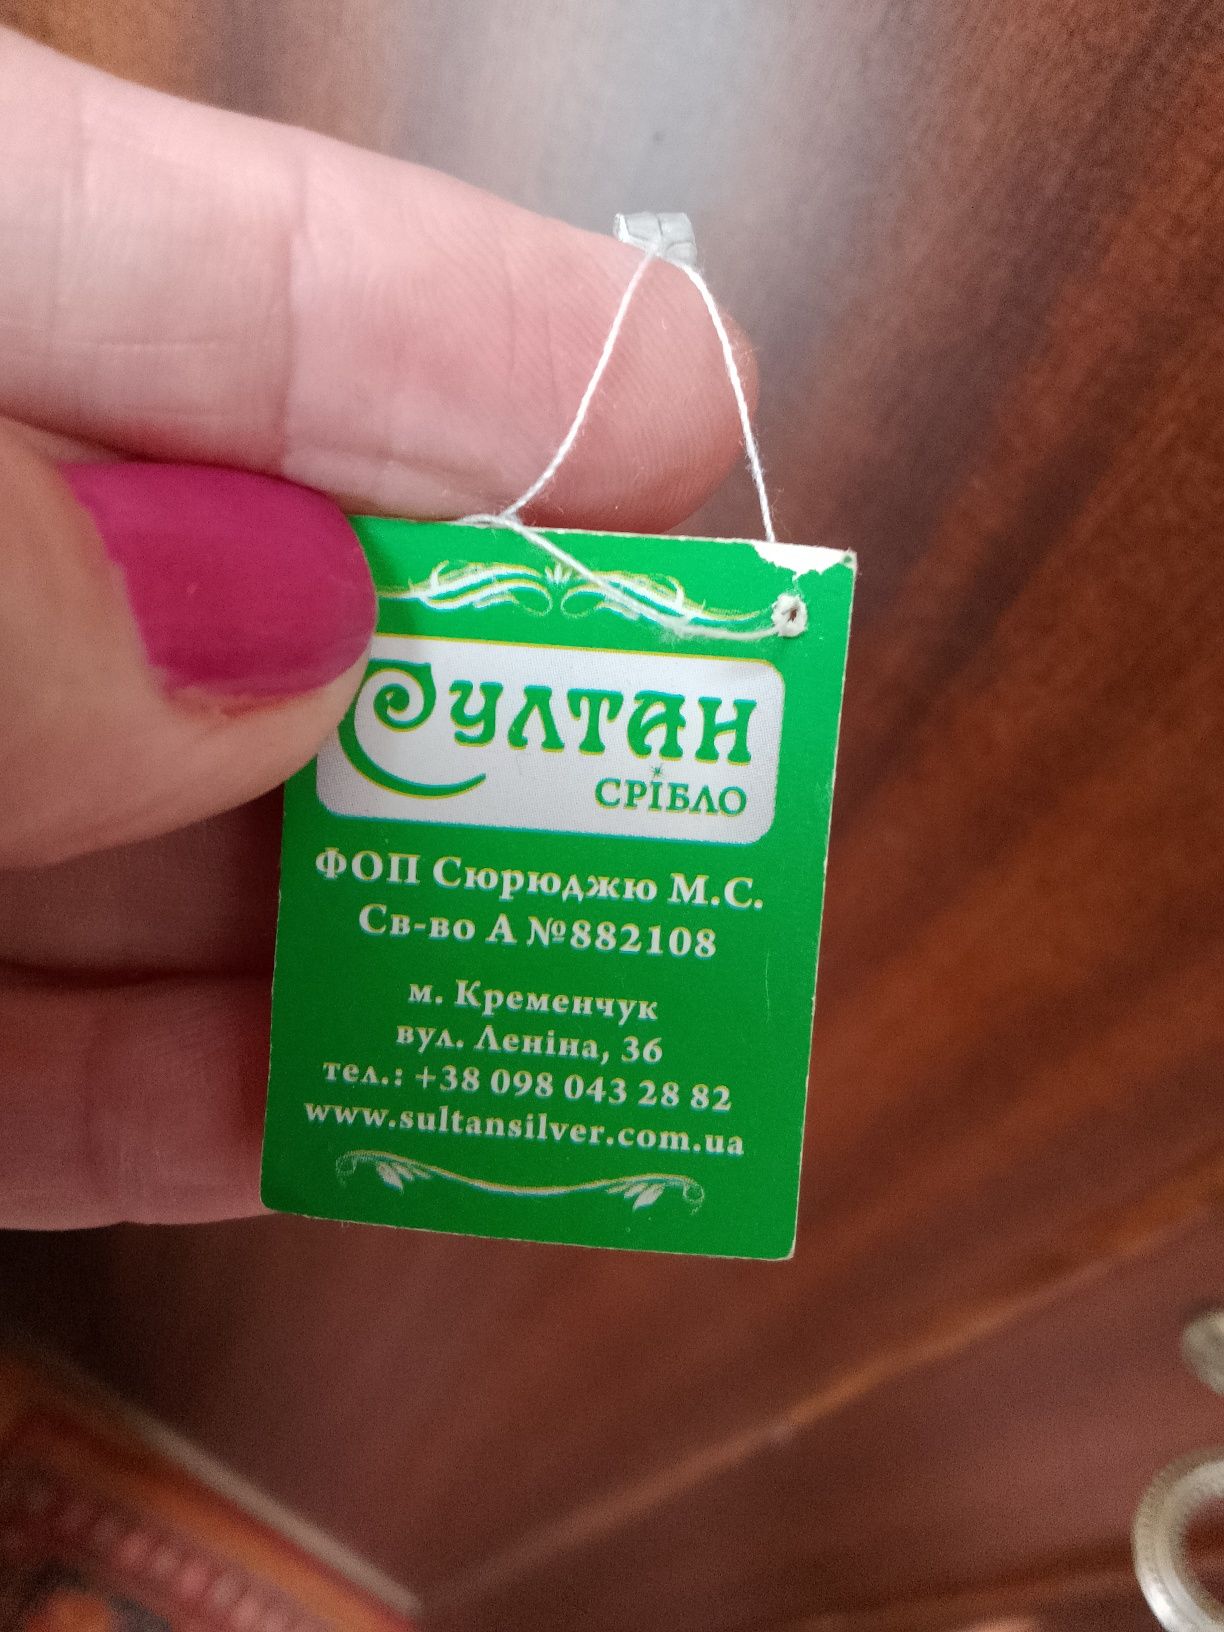 Султан
СРІБЛО
ФОП Сюрюджю М.С.
Св-во А №882108
м. Кременчук
вул. Леніна, 36
тел.: +38 098 043 28 82
www.sultansilver.com.ua